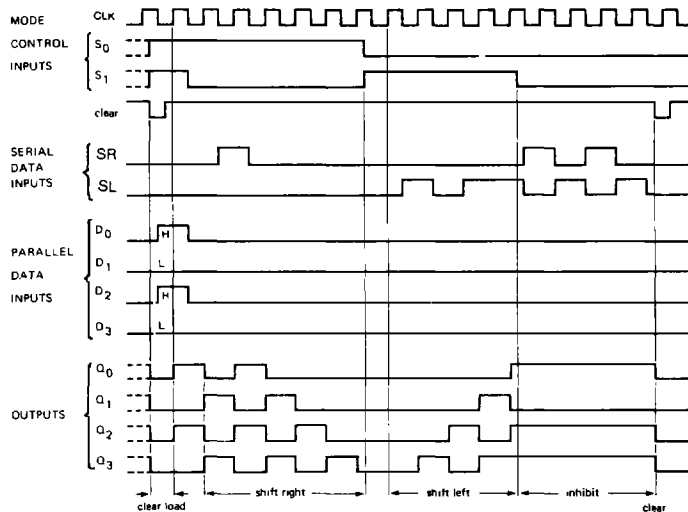 MODE
CONTROL
INPUTS
CLK
S0
S1
clear
SERIAL
DATA
INPUTS
SR
SL
PARALLEL
DATA
INPUTS
D0
H
D1
L
D2
H
D3
L
OUTPUTS
Q0
Q1
Q2
Q3
clear load
shift right
shift left
inhibit
clear